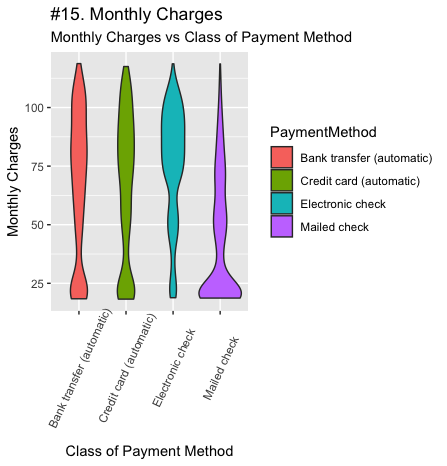 #15. Monthly Charges
Monthly Charges vs Class of Payment Method
100
75
50
25
Monthly Charges
Bank transfer (automatic)
Credit card (automatic)
Electronic check
Mailed check
Class of Payment Method
PaymentMethod
Bank transfer (automatic)
Credit card (automatic)
Electronic check
Mailed check